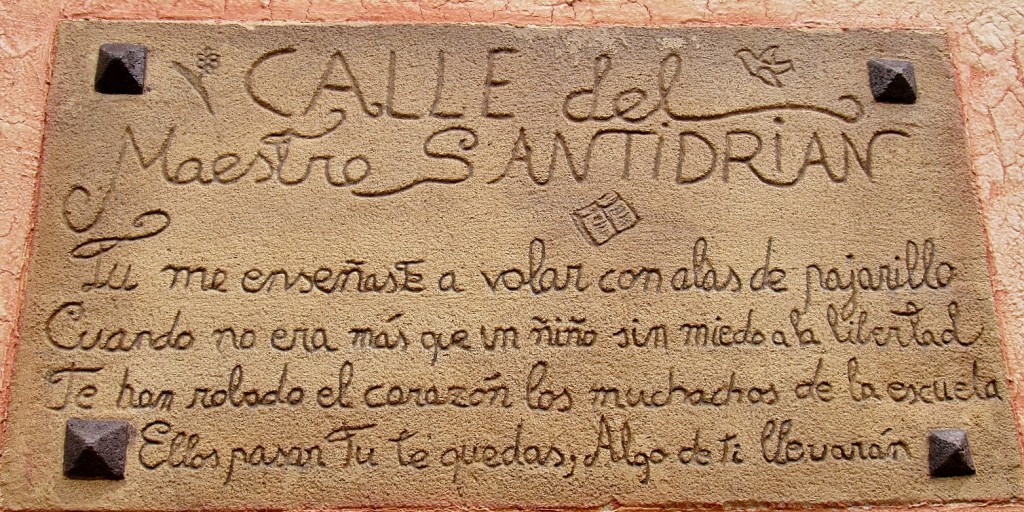 CALLE del
Maestro SANTIDRIAN
Tu me enseñaste a volar con alas de pajarillo
Cuando no era más que un ñiño sin miedo a la libertad
Te han robado el corazón los muchachos de la escuela
Ellos pasan Tu te quedas, Algo de ti llevarán